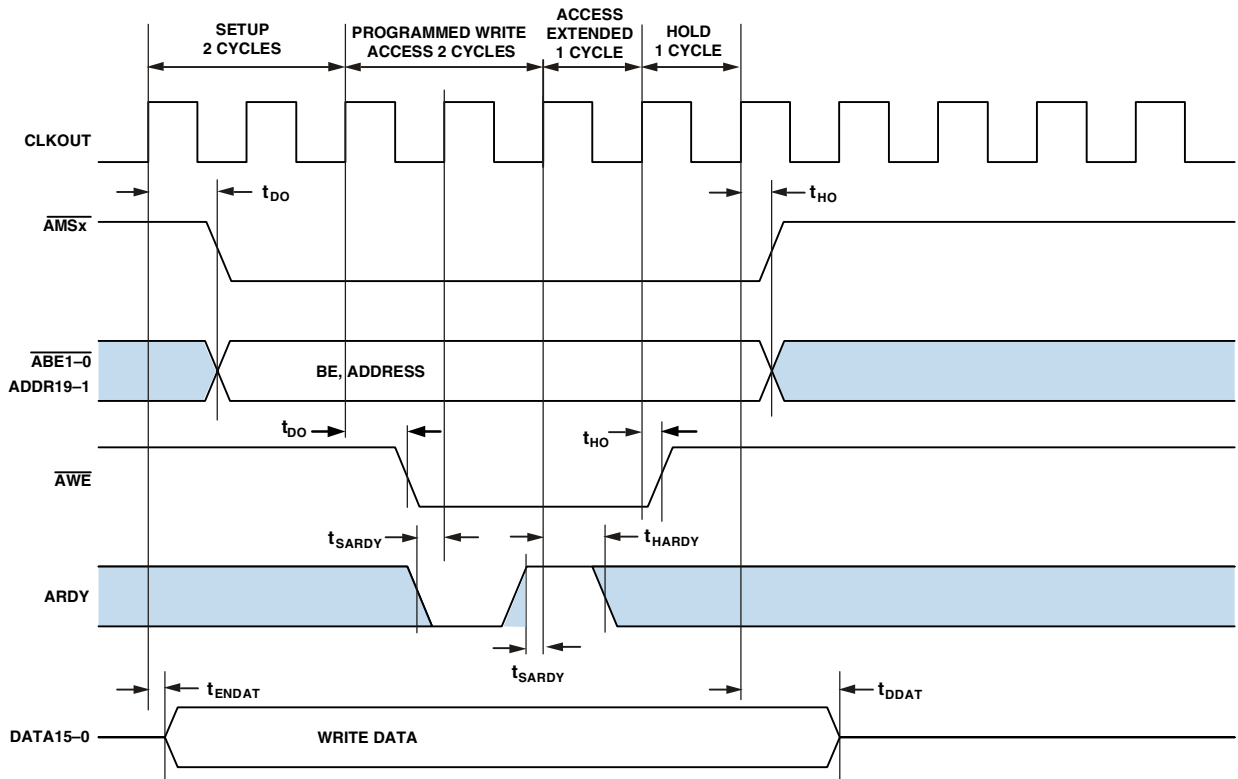 SETUP
2 CYCLES
PROGRAMMED WRITE
ACCESS 2 CYCLES
ACCESS
EXTENDED
1 CYCLE
HOLD
1 CYCLE
CLKOUT
tDO
tHO
AMSx
ABE1–0
ADDR19–1
BE, ADDRESS
tDO
tHO
AWE
tSARDY
tHARDY
ARDY
tSARDY
tENDAT
tDDAT
DATA15–0
WRITE DATA